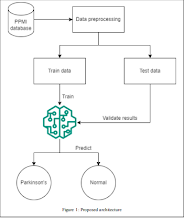 PPMI
database
Data preprocessing
Train data
Test data
Train
Validate results
Predict
Parkinson's
Normal
Figure 1 : Proposed architecture